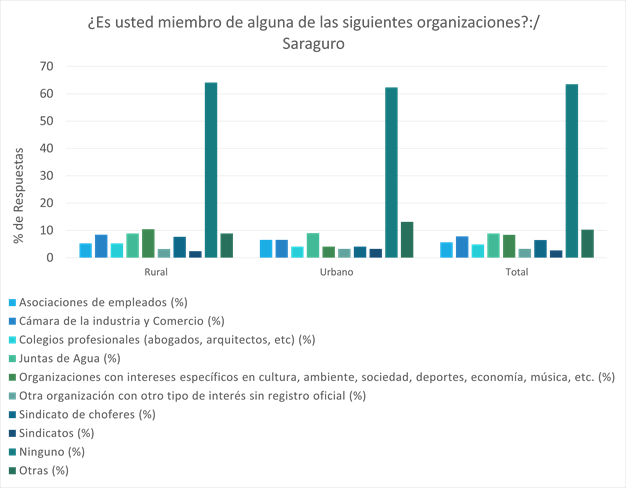 ¿Es usted miembro de alguna de las siguientes organizaciones?:/
Saraguro
70
60
50
40
30
20
10
0
% de Respuestas
Rural
Urbano
Total
Asociaciones de empleados (%)
Cámara de la industria y Comercio (%)
Colegios profesionales (abogados, arquitectos, etc) (%)
Juntas de Agua (%)
Organizaciones con intereses específicos en cultura, ambiente, sociedad, deportes, economía, música, etc. (%)
Otra organización con otro tipo de interés sin registro oficial (%)
Sindicato de choferes (%)
Sindicatos (%)
Ninguno (%)
Otras (%)